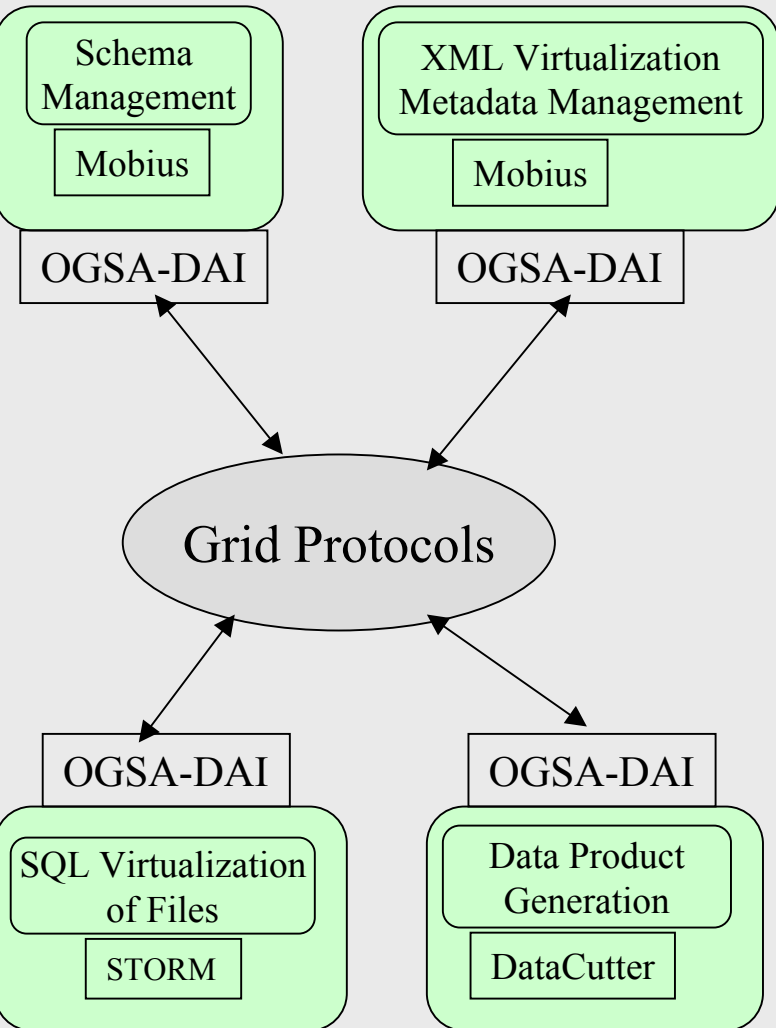 Schema
Management
Mobius
OGSA-DAI
XML Virtualization
Metadata Management
Mobius
OGSA-DAI
Grid Protocols
OGSA-DAI
SQL Virtualization
of Files
STORM
OGSA-DAI
Data Product
Generation
DataCutter